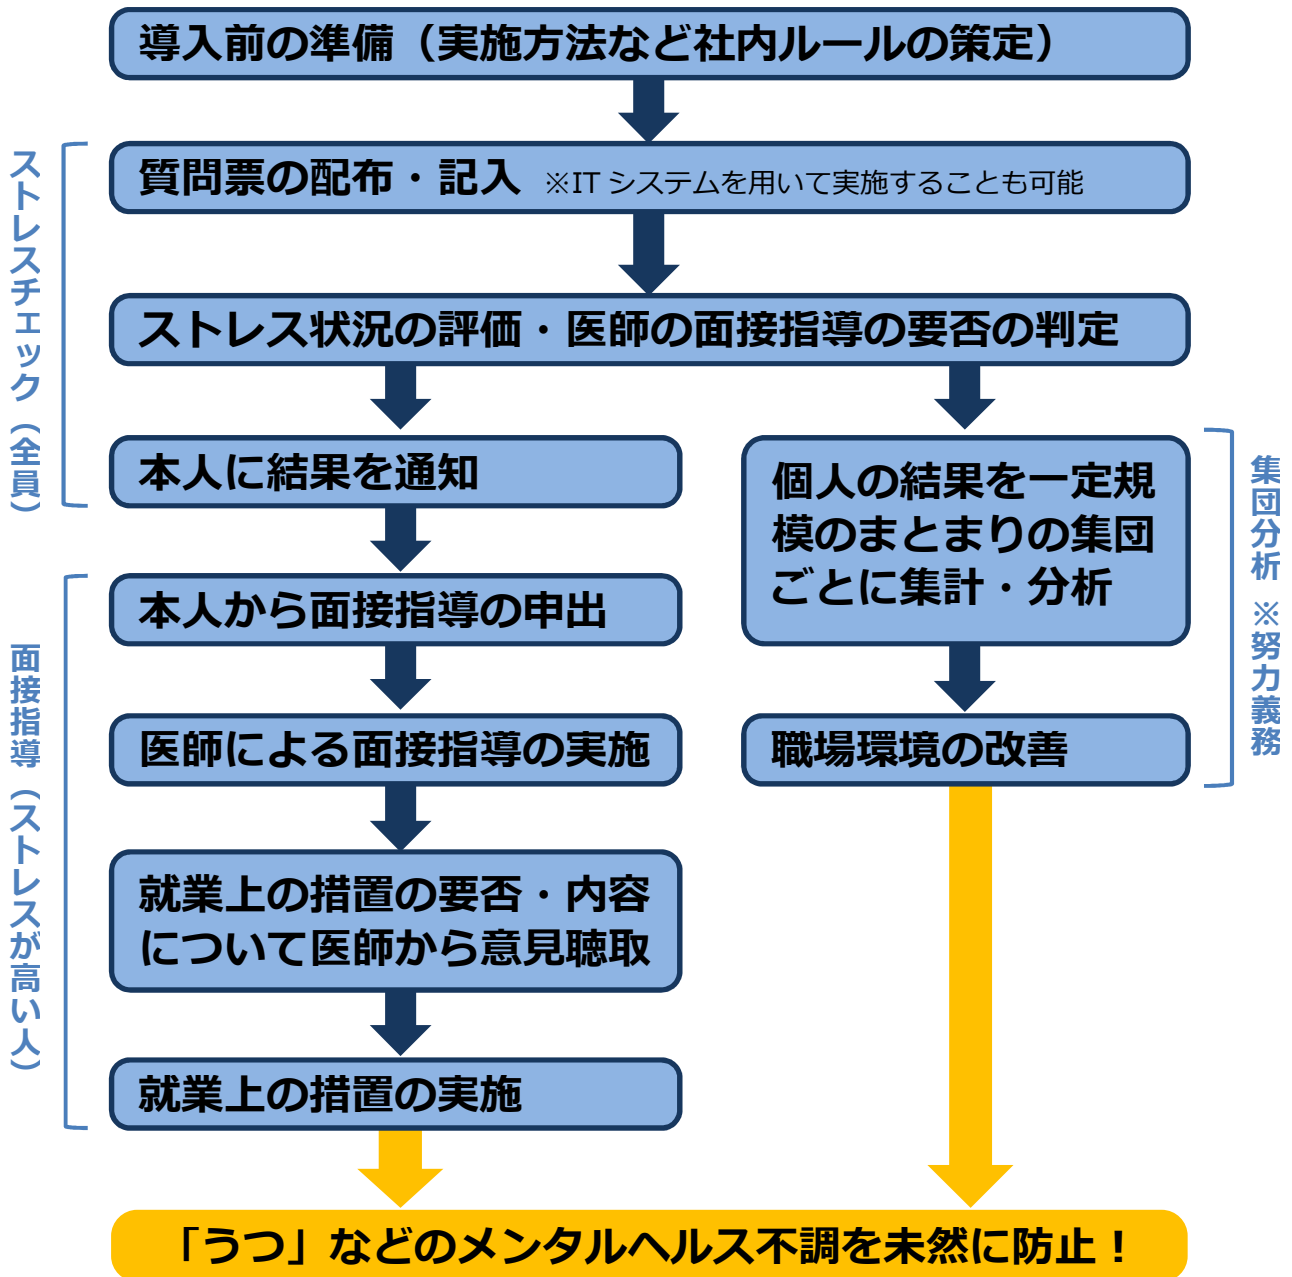 導入前の準備（実施方法など社内ルールの策定）
質問票の配布・記入 ※IT システムを用いて実施することも可能
ストレス状況の評価・医師の面接指導の要否の判定
ストレスチェック（全員）
本人に結果を通知
本人から面接指導の申出
医師による面接指導の実施
就業上の措置の要否・内容
について医師から意見聴取
就業上の措置の実施
面接指導（ストレスが高い人）
個人の結果を一定規
模のまとまりの集団
ごとに集計・分析
職場環境の改善
集団分析 ※努力義務
「うつ」などのメンタルヘルス不調を未然に防止！